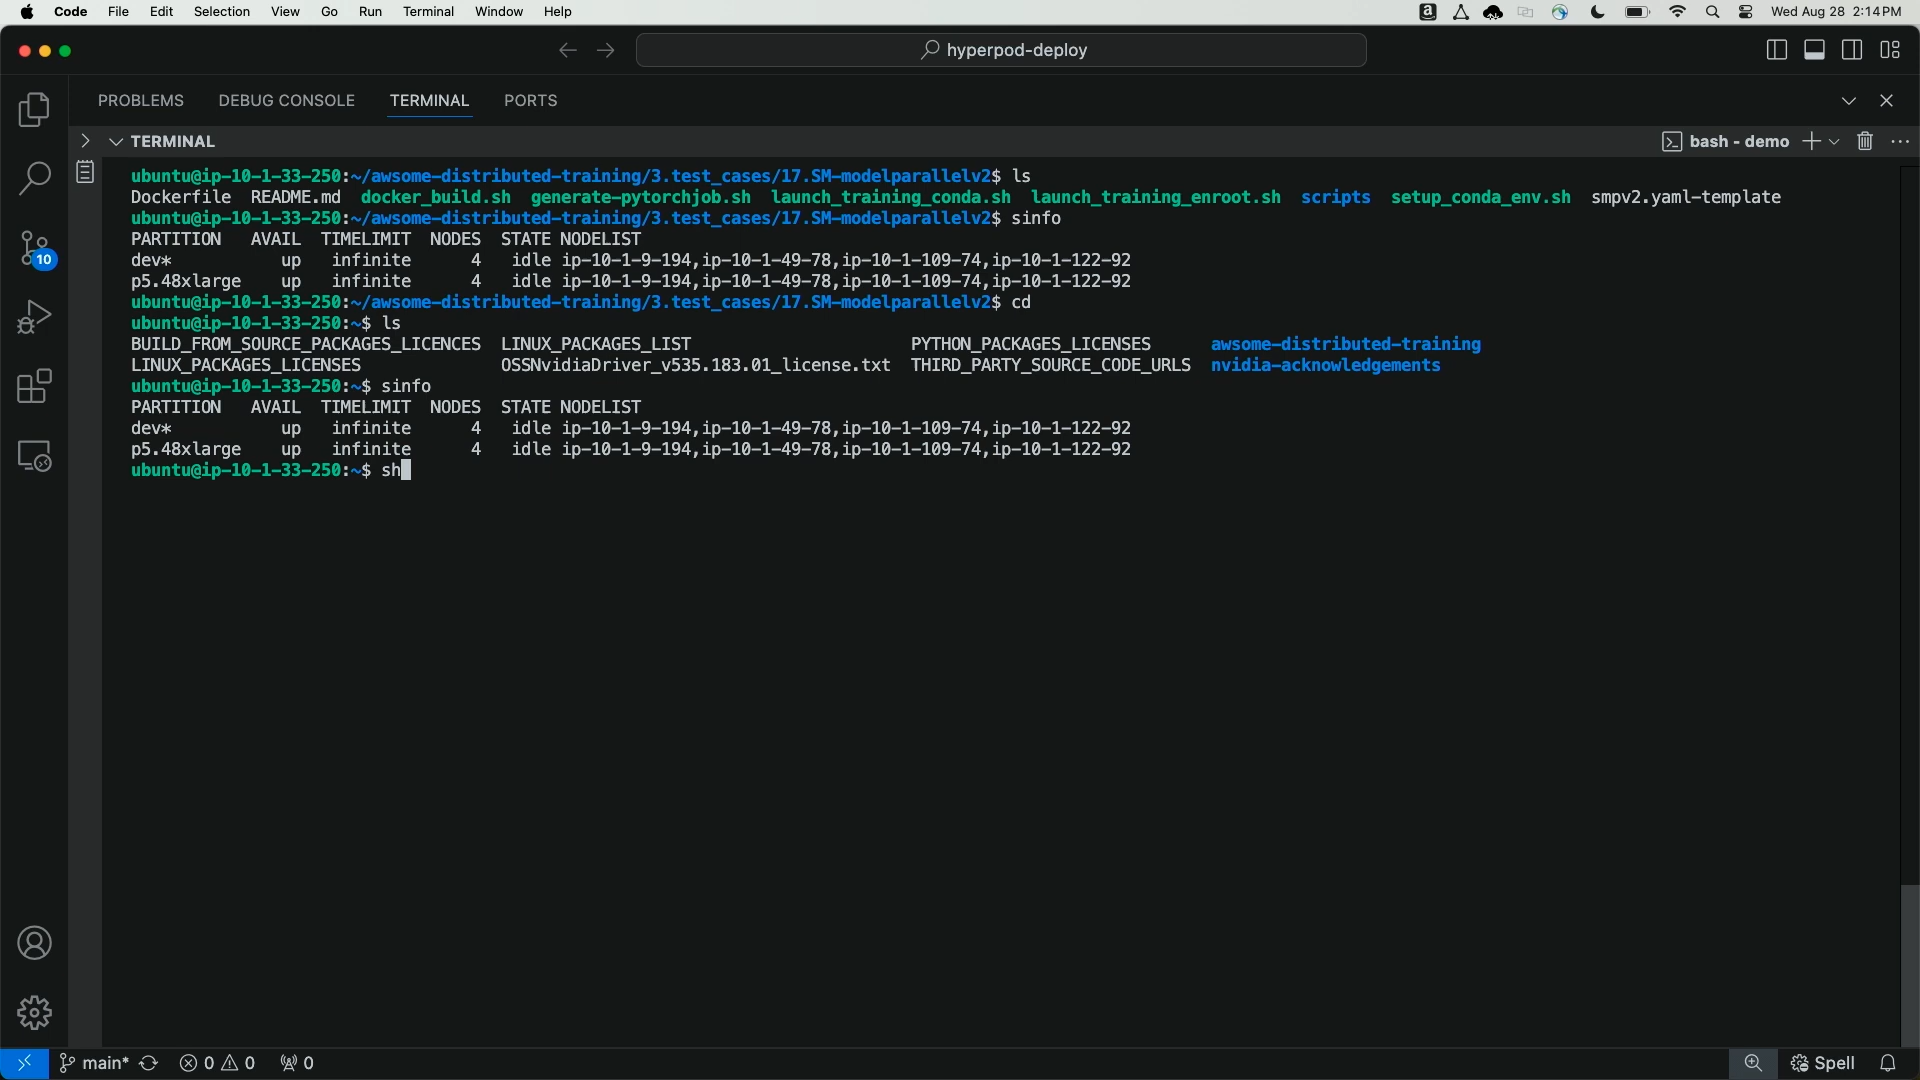 Code File Edit Selection View Go Run Terminal Window Help a Wed Aug 28 2:14 PM
hyperpod-deploy
PROBLEMS DEBUG CONSOLE TERMINAL PORTS
TERMINAL bash - demo
ubuntu@ip-10-1-33-250:~/awsome-distributed-training/3.test_cases/17.SM-modelparallelv2$ ls
Dockerfile README.md docker_build.sh generate-pytorchjob.sh launch_training_conda.sh launch_training_enroot.sh scripts setup_conda_env.sh smpv2.yaml-template
ubuntu@ip-10-1-33-250:~/awsome-distributed-training/3.test_cases/17.SM-modelparallelv2$ sinfo
PARTITION AVAIL TIMELIMIT NODES STATE NODELIST
dev* up infinite 4 idle ip-10-1-9-194,ip-10-1-49-78,ip-10-1-109-74,ip-10-1-122-92
p5.48xlarge up infinite 4 idle ip-10-1-9-194,ip-10-1-49-78,ip-10-1-109-74,ip-10-1-122-92
ubuntu@ip-10-1-33-250:~/awsome-distributed-training/3.test_cases/17.SM-modelparallelv2$ cd
ubuntu@ip-10-1-33-250:~$ ls
BUILD_FROM_SOURCE_PACKAGES_LICENCES LINUX_PACKAGES_LIST PYTHON_PACKAGES_LICENSES awsome-distributed-training
LINUX_PACKAGES_LICENSES OSSNvidiaDriver_v535.183.01_license.txt THIRD_PARTY_SOURCE_CODE_URLS nvidia-acknowledgements
ubuntu@ip-10-1-33-250:~$ sinfo
PARTITION AVAIL TIMELIMIT NODES STATE NODELIST
dev* up infinite 4 idle ip-10-1-9-194,ip-10-1-49-78,ip-10-1-109-74,ip-10-1-122-92
p5.48xlarge up infinite 4 idle ip-10-1-9-194,ip-10-1-49-78,ip-10-1-109-74,ip-10-1-122-92
ubuntu@ip-10-1-33-250:~$ sh
10
main* 0 0 0 Spell